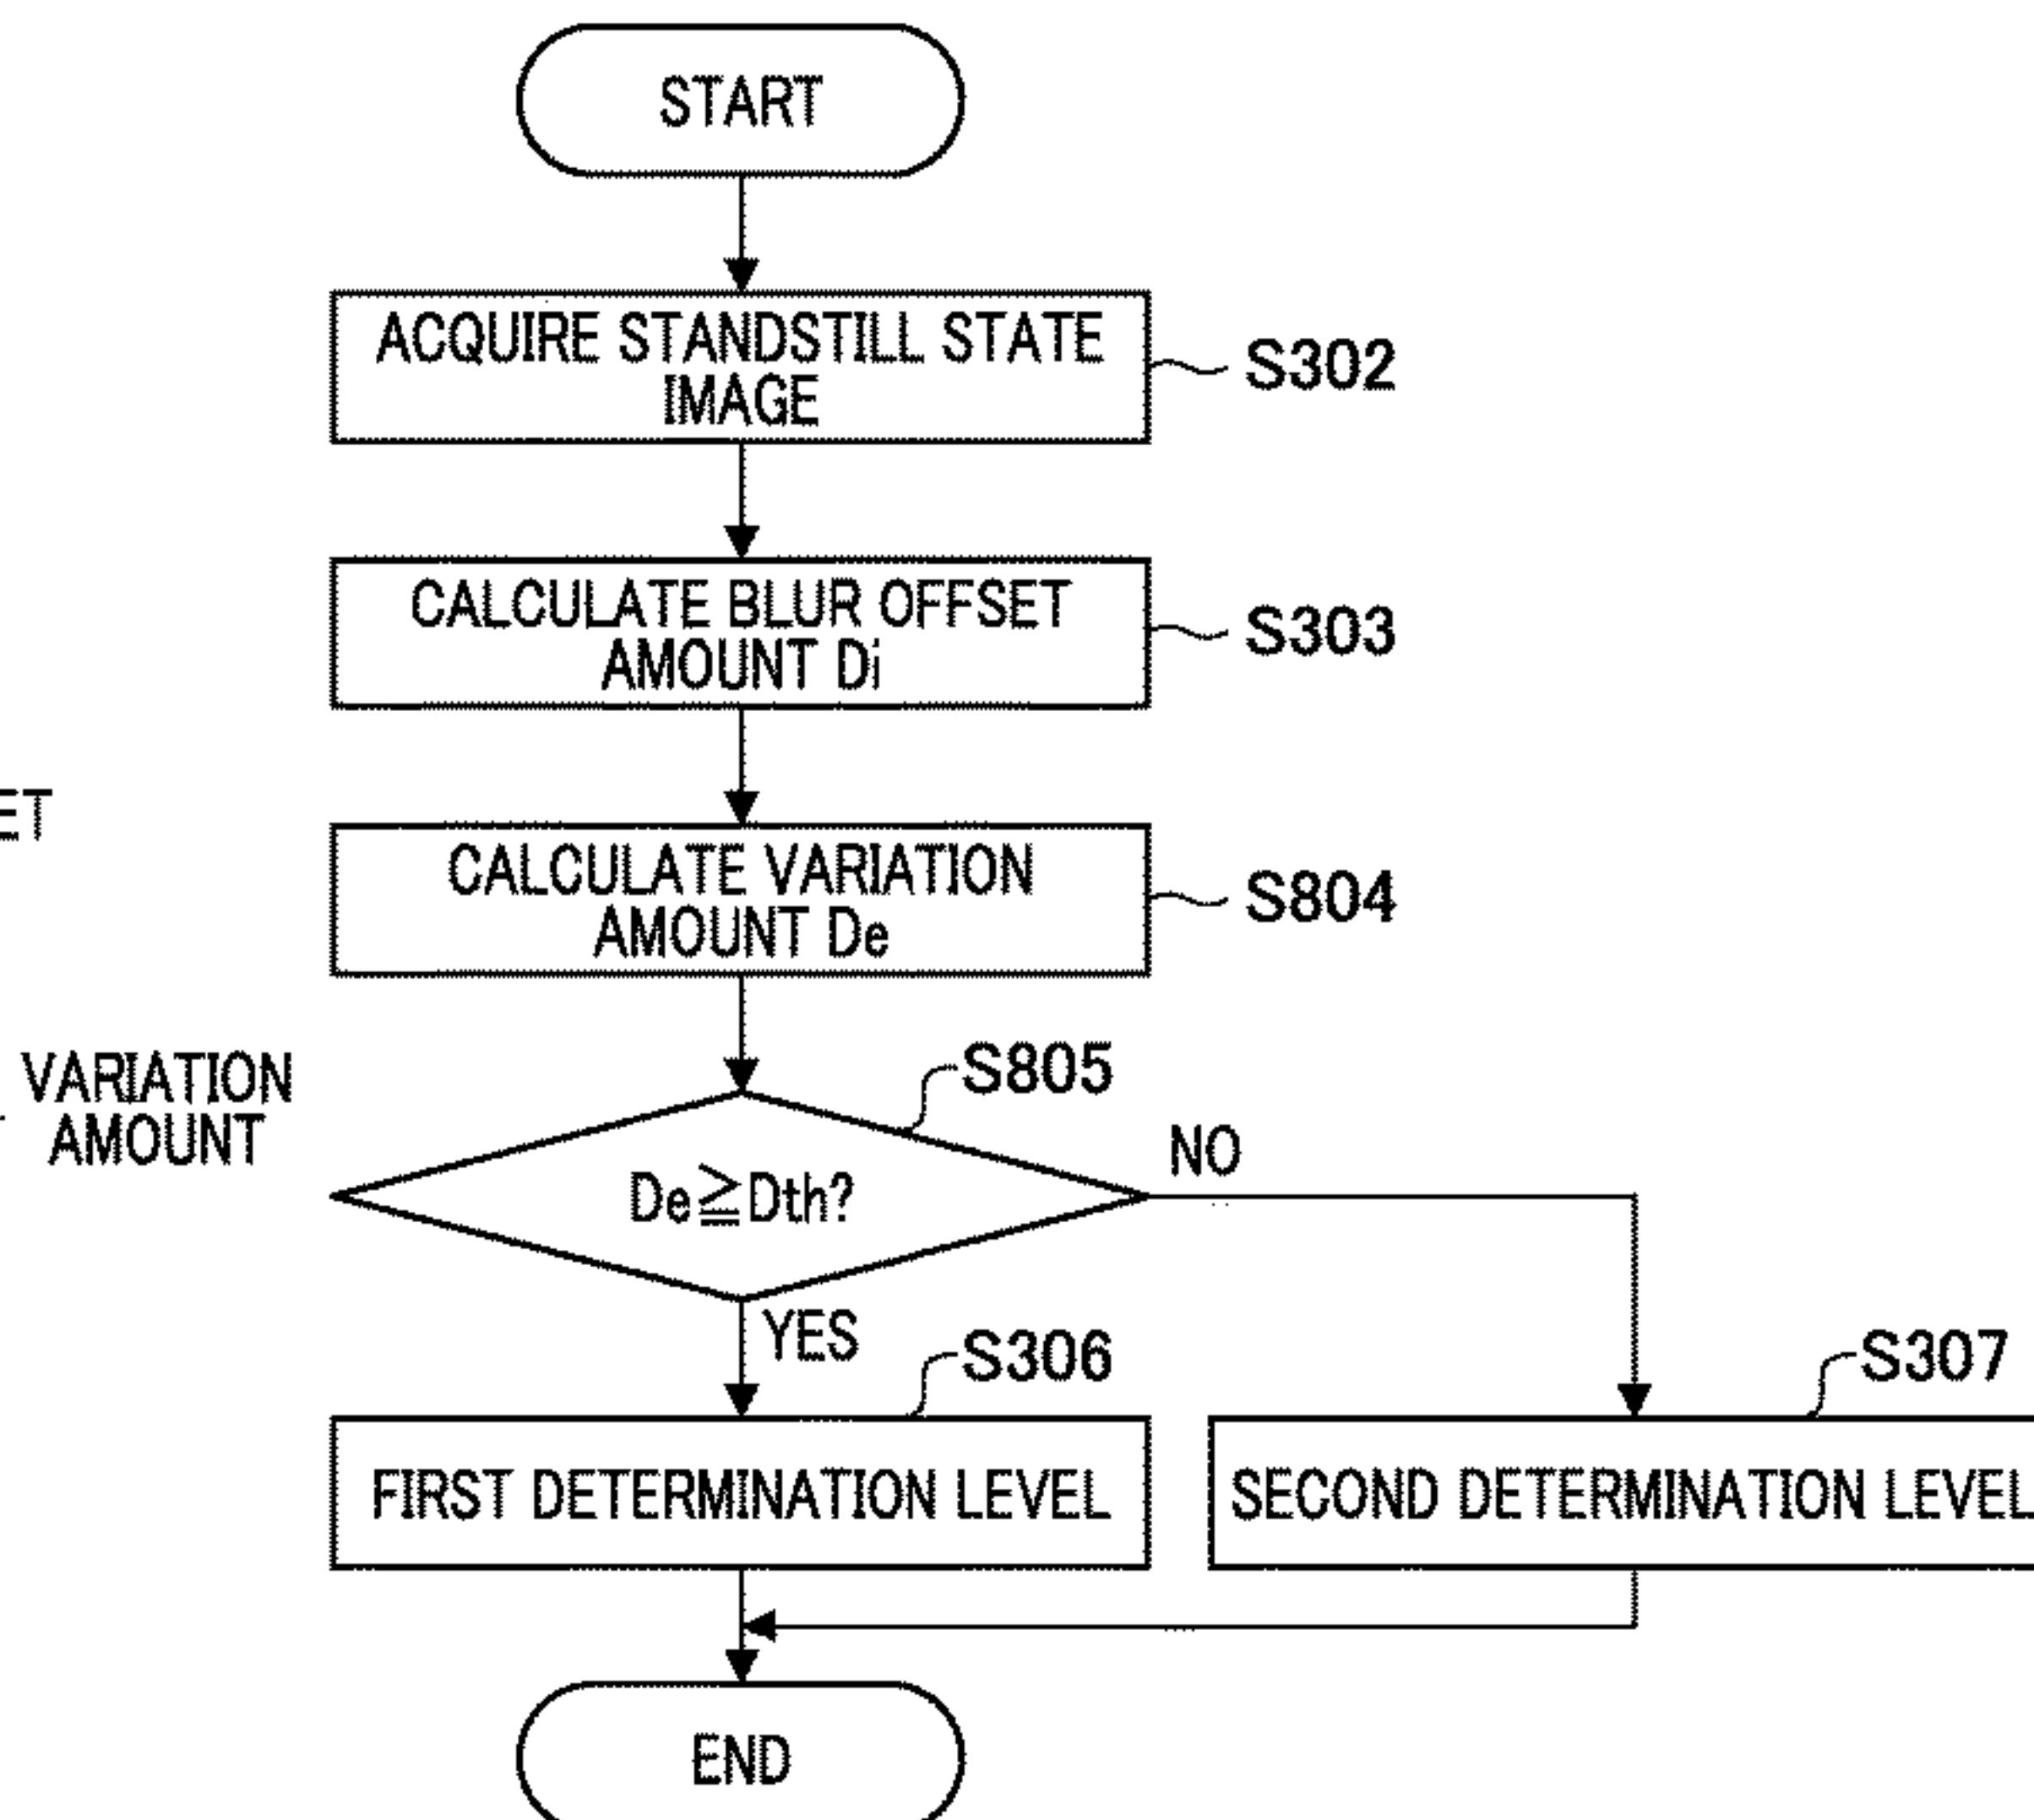 START
ACQUIRE STANDSTILL STATE
IMAGE
S302
CALCULATE BLUR OFFSET
AMOUNT Di
S303
CALCULATE VARIATION
AMOUNT De
S804
VARIATION
AMOUNT
S805
De≧Dth?
NO
YES
S306
S307
FIRST DETERMINATION LEVEL
SECOND DETERMINATION LEVEL
END